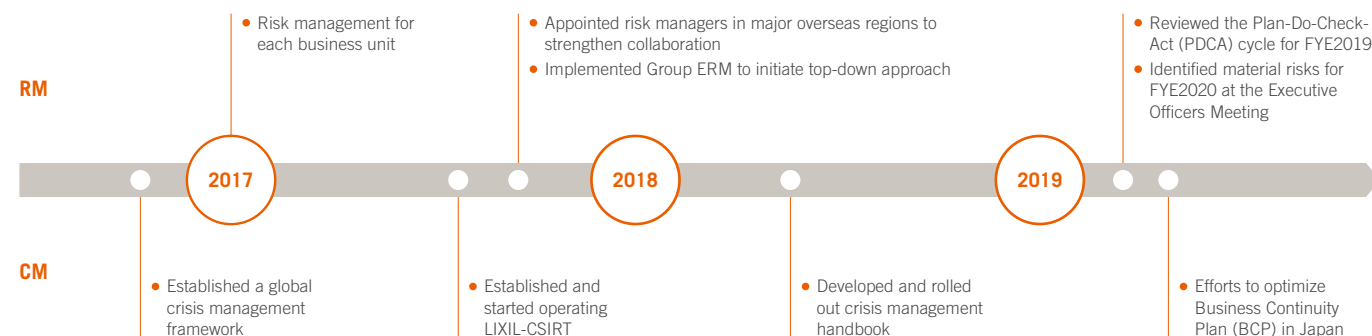 • Risk management for
each business unit
• Appointed risk managers in major overseas regions to
strengthen collaboration
• Implemented Group ERM to initiate top-down approach
• Reviewed the Plan-Do-Check-
Act (PDCA) cycle for FYE2019
• Identified material risks for
FYE2020 at the Executive
Officers Meeting
RM
2017
2018
2019
CM
• Established a global
crisis management
framework
• Established and
started operating
LIXIL-CSIRT
• Developed and rolled
out crisis management
handbook
• Efforts to optimize
Business Continuity
Plan (BCP) in Japan